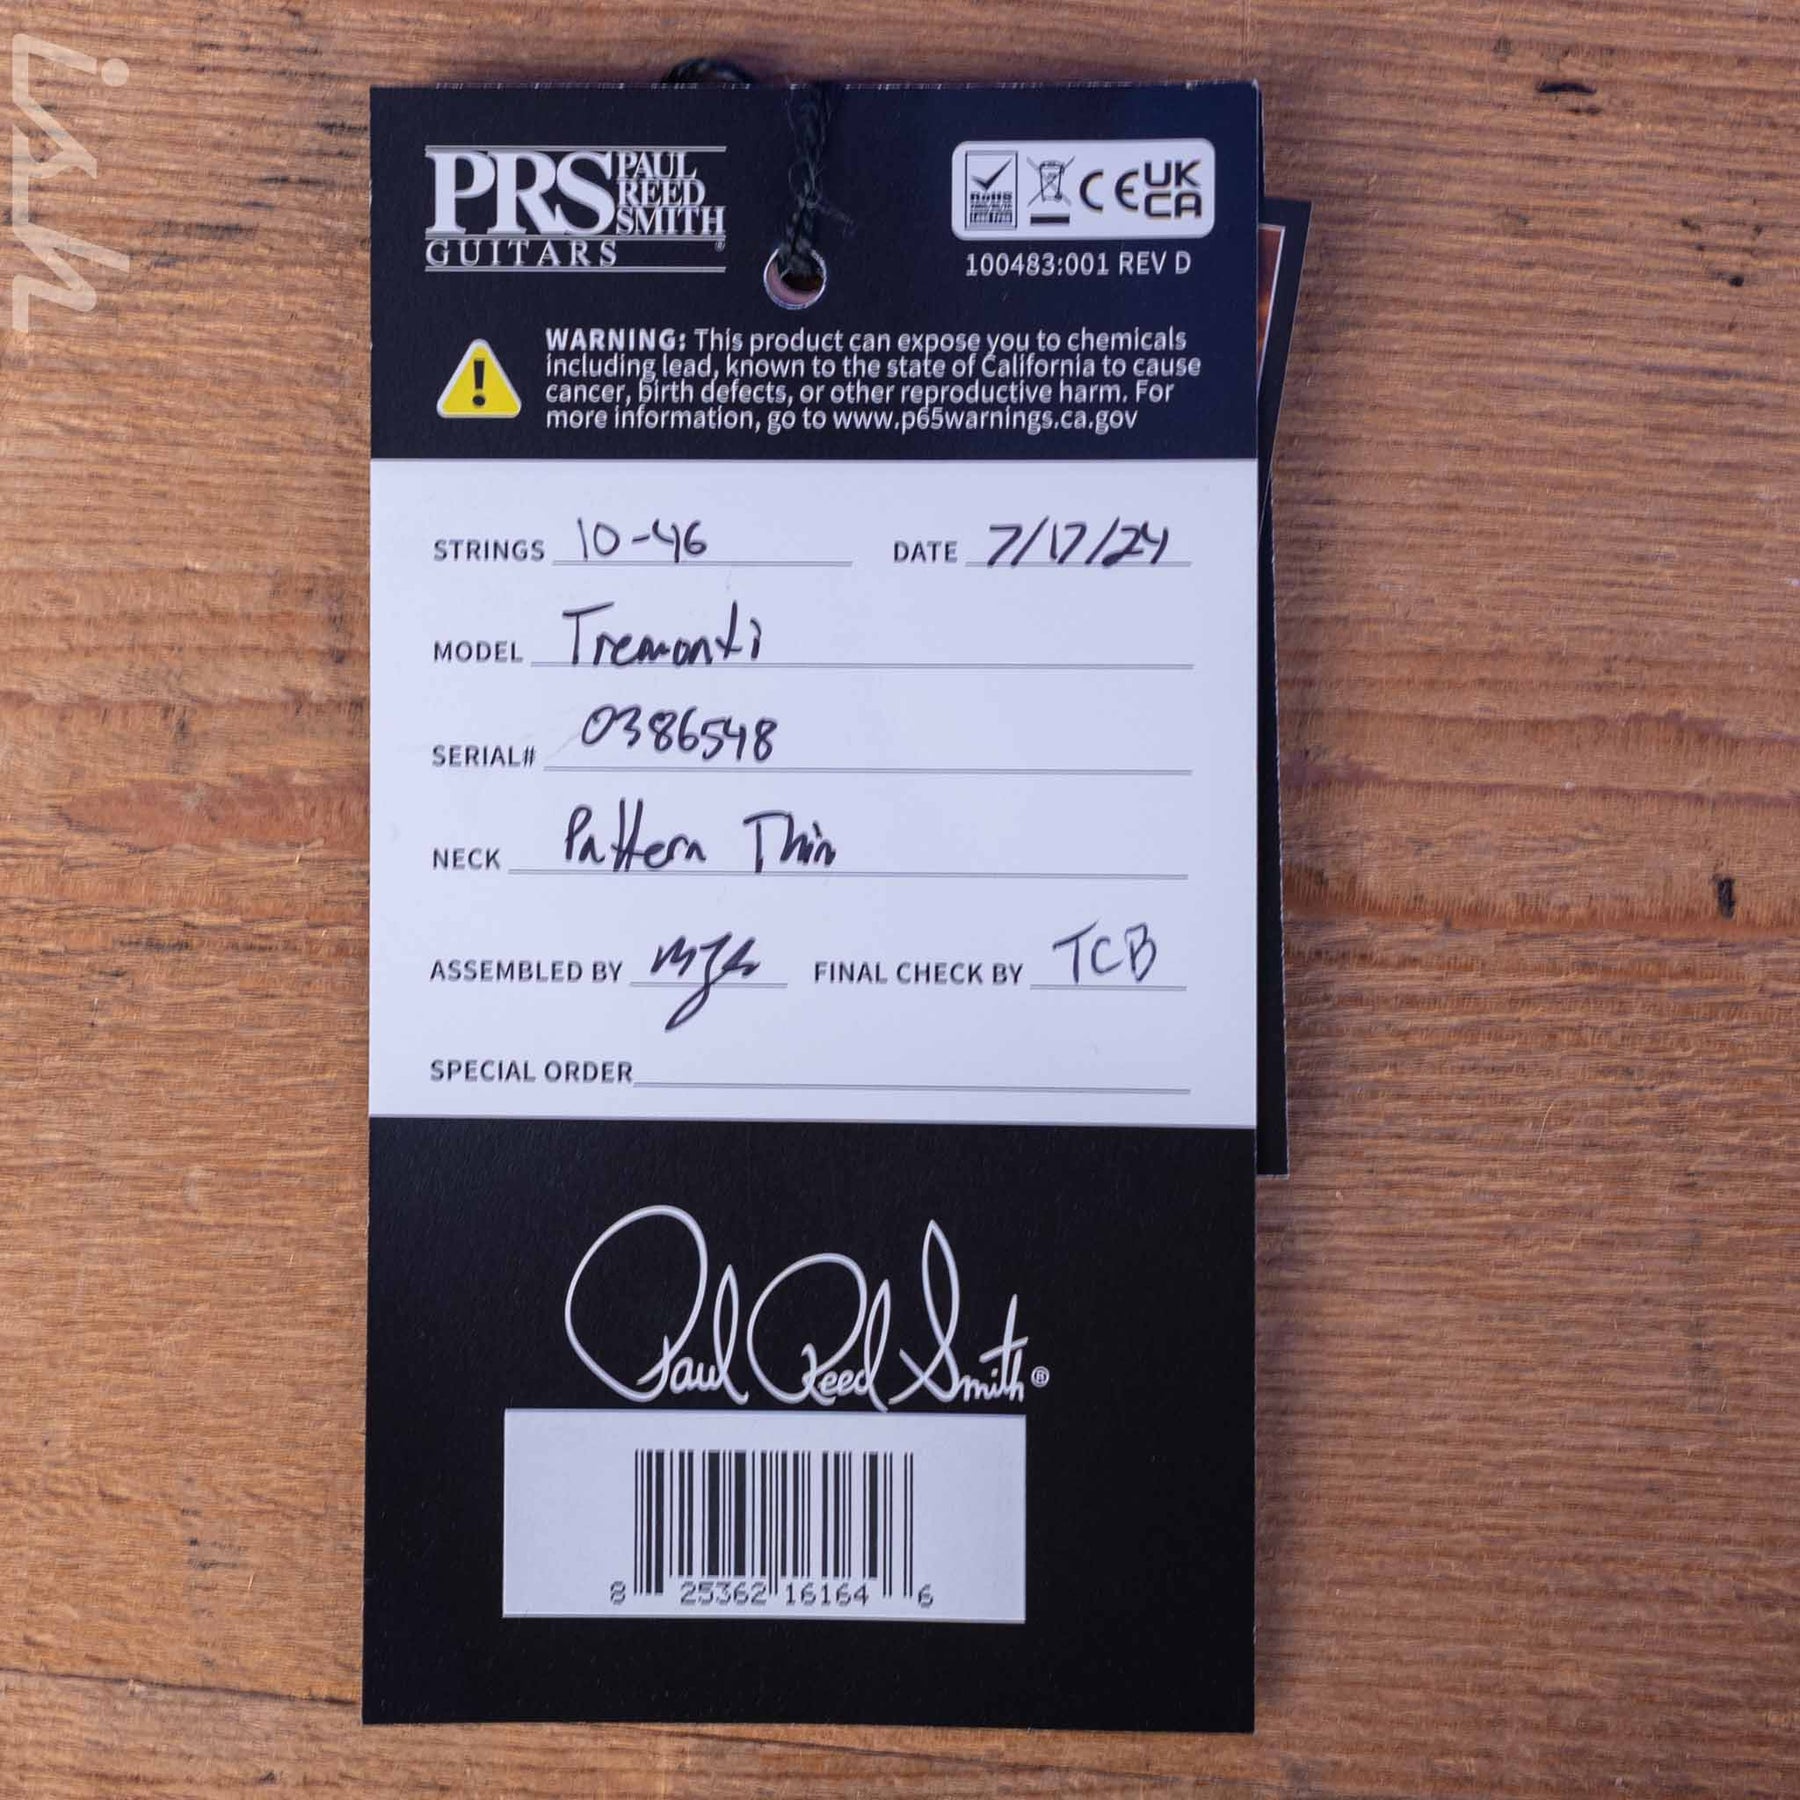 ish
PRS PAUL
REED
SMITH®
GUITARS
RoHS
CE UK
CA
100483:001 REV D
WARNING: This product can expose you to chemicals
including lead, known to the state of California to cause
cancer, birth defects, or other reproductive harm. For
more information, go to www.p65warnings.ca.gov
STRINGS 10-46 DATE 7/17/24
MODEL Tremonti
SERIAL# 0386548
NECK Pattern Thin
ASSEMBLED BY FINAL CHECK BY TCB
SPECIAL ORDER
Paul Reed Smith®
8 25362 16164 6